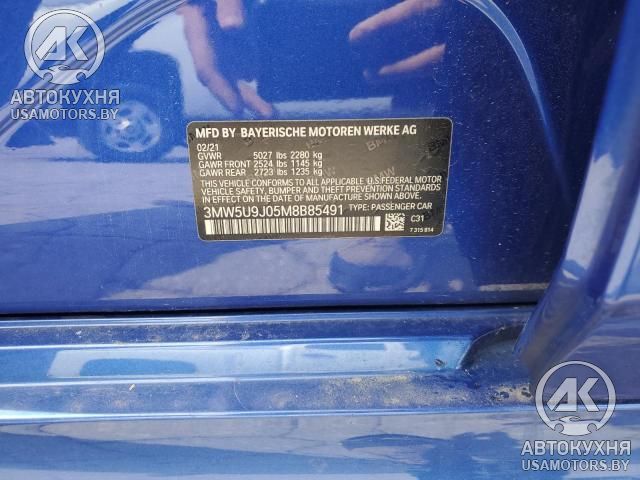 AK
АВТОКУХНЯ
USAMOTORS.BY
MFD BY BAYERISCHE MOTOREN WERKE AG
02/21
GVWR 5027 lbs 2280 kg
GAWR FRONT 2524 lbs 1145 kg
GAWR REAR 2723 lbs 1235 kg
THIS VEHICLE CONFORMS TO ALL APPLICABLE U.S. FEDERAL MOTOR
VEHICLE SAFETY, BUMPER AND THEFT PREVENTION STANDARDS IN EFFECT ON THE
DATE OF MANUFACTURE SHOWN ABOVE.
3MW5U9J05M8B85491 TYPE: PASSENGER CAR
C31
7 315 814
AK
АВТОКУХНЯ
USAMOTORS.BY